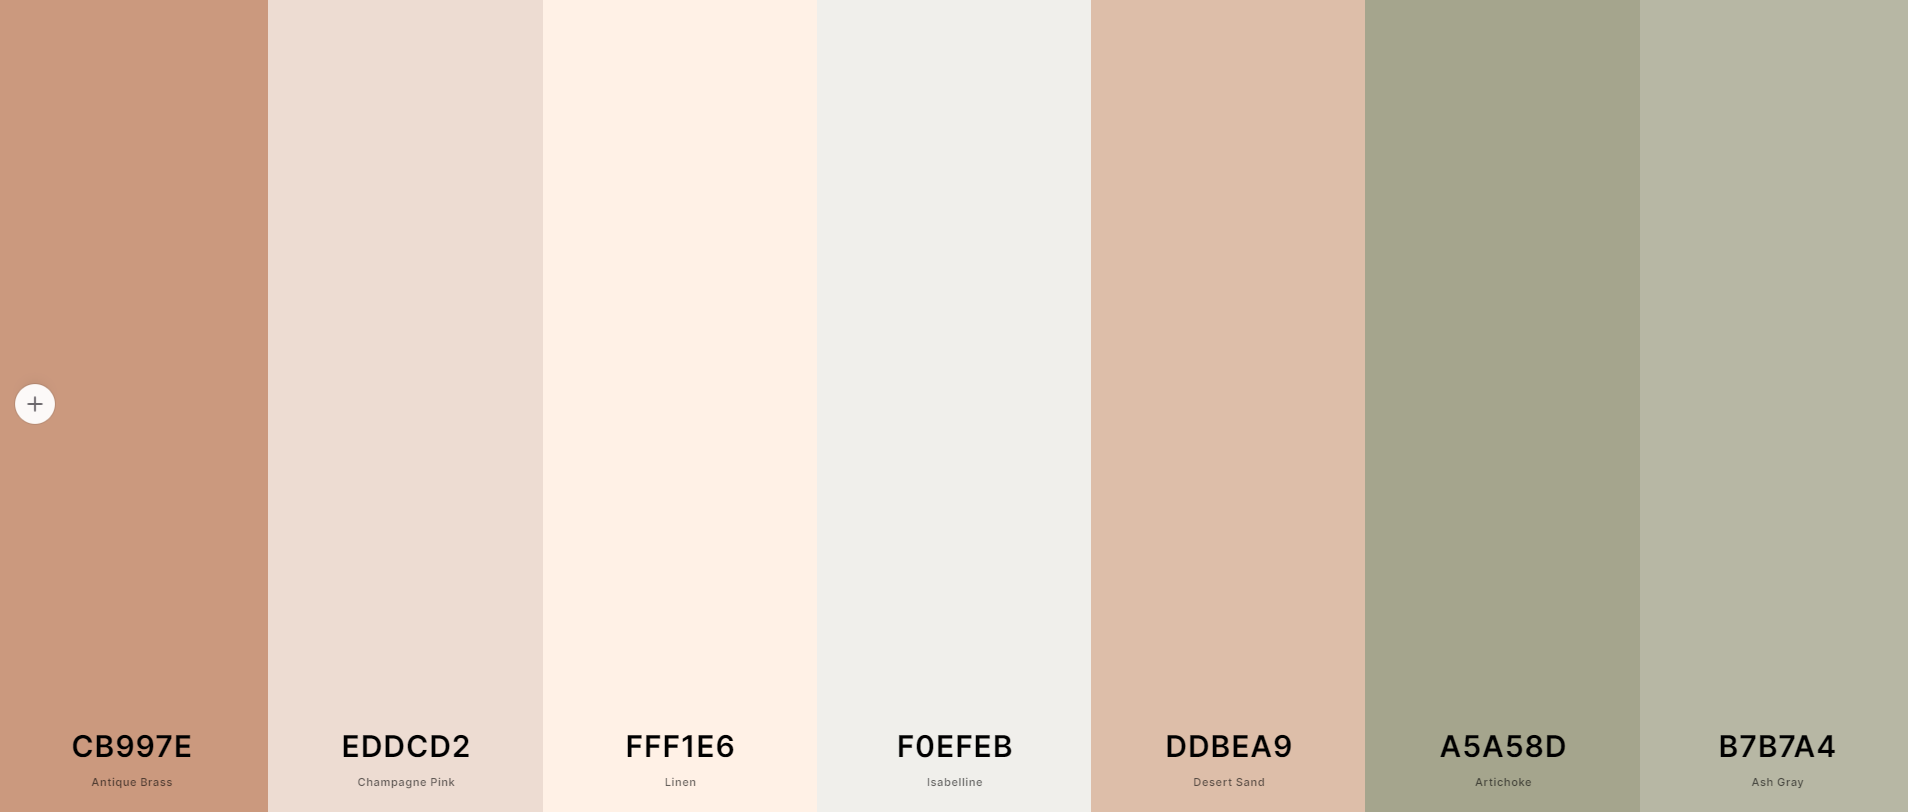 CB997E
Antique Brass
EDDCD2
Champagne Pink
FFF1E6
Linen
F0EFEB
Isabelline
DDBEA9
Desert Sand
A5A58D
Artichoke
B7B7A4
Ash Gray